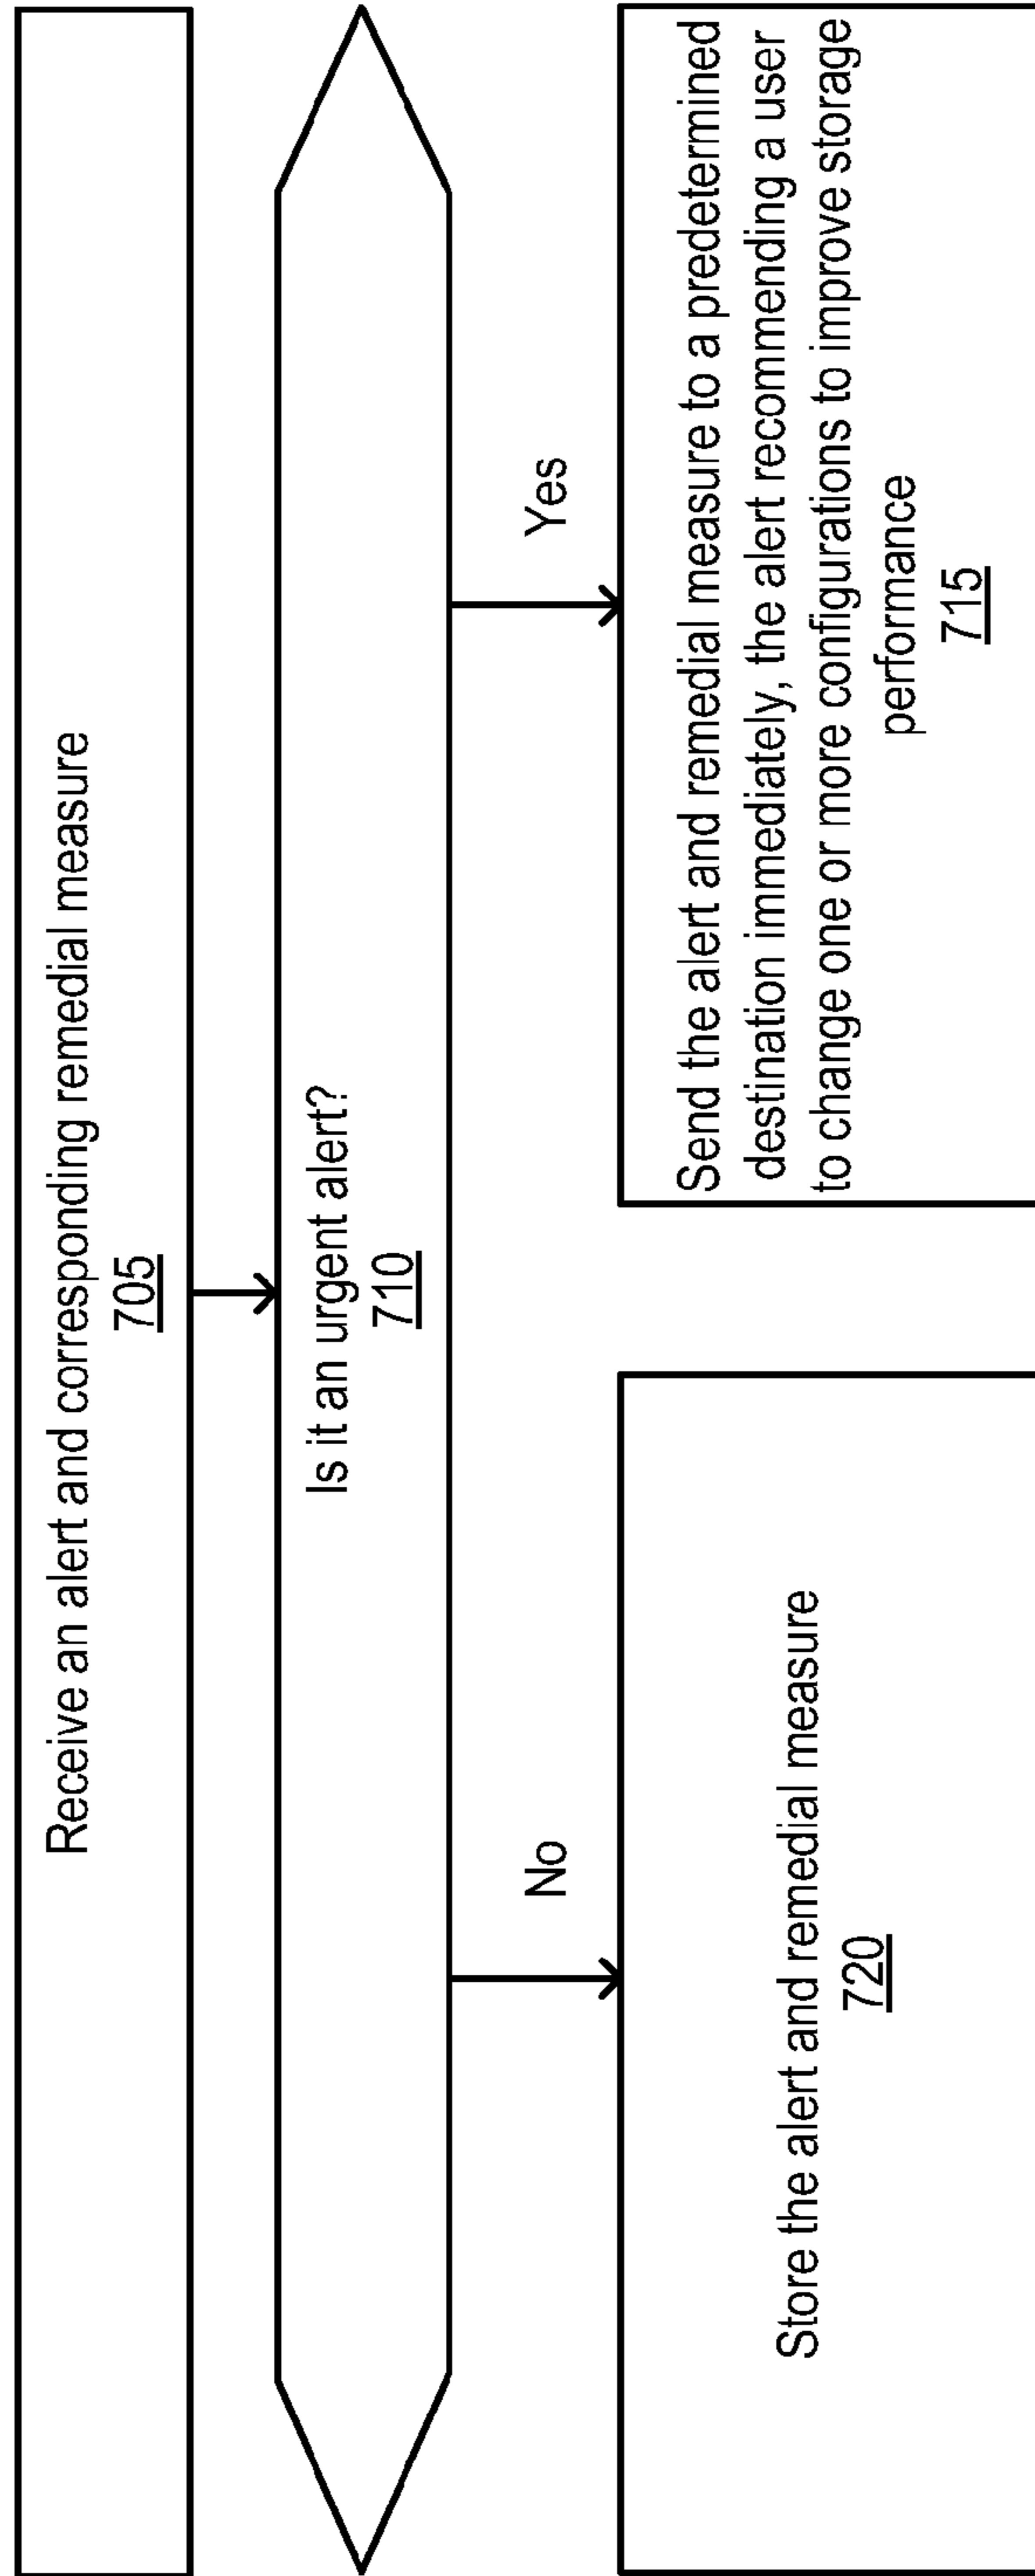 Receive an alert and corresponding remedial measure
705
Is it an urgent alert?
710
No
Yes
Store the alert and remedial measure
720
Send the alert and remedial measure to a predetermined
destination immediately, the alert recommending a user
to change one or more configurations to improve storage
performance
715